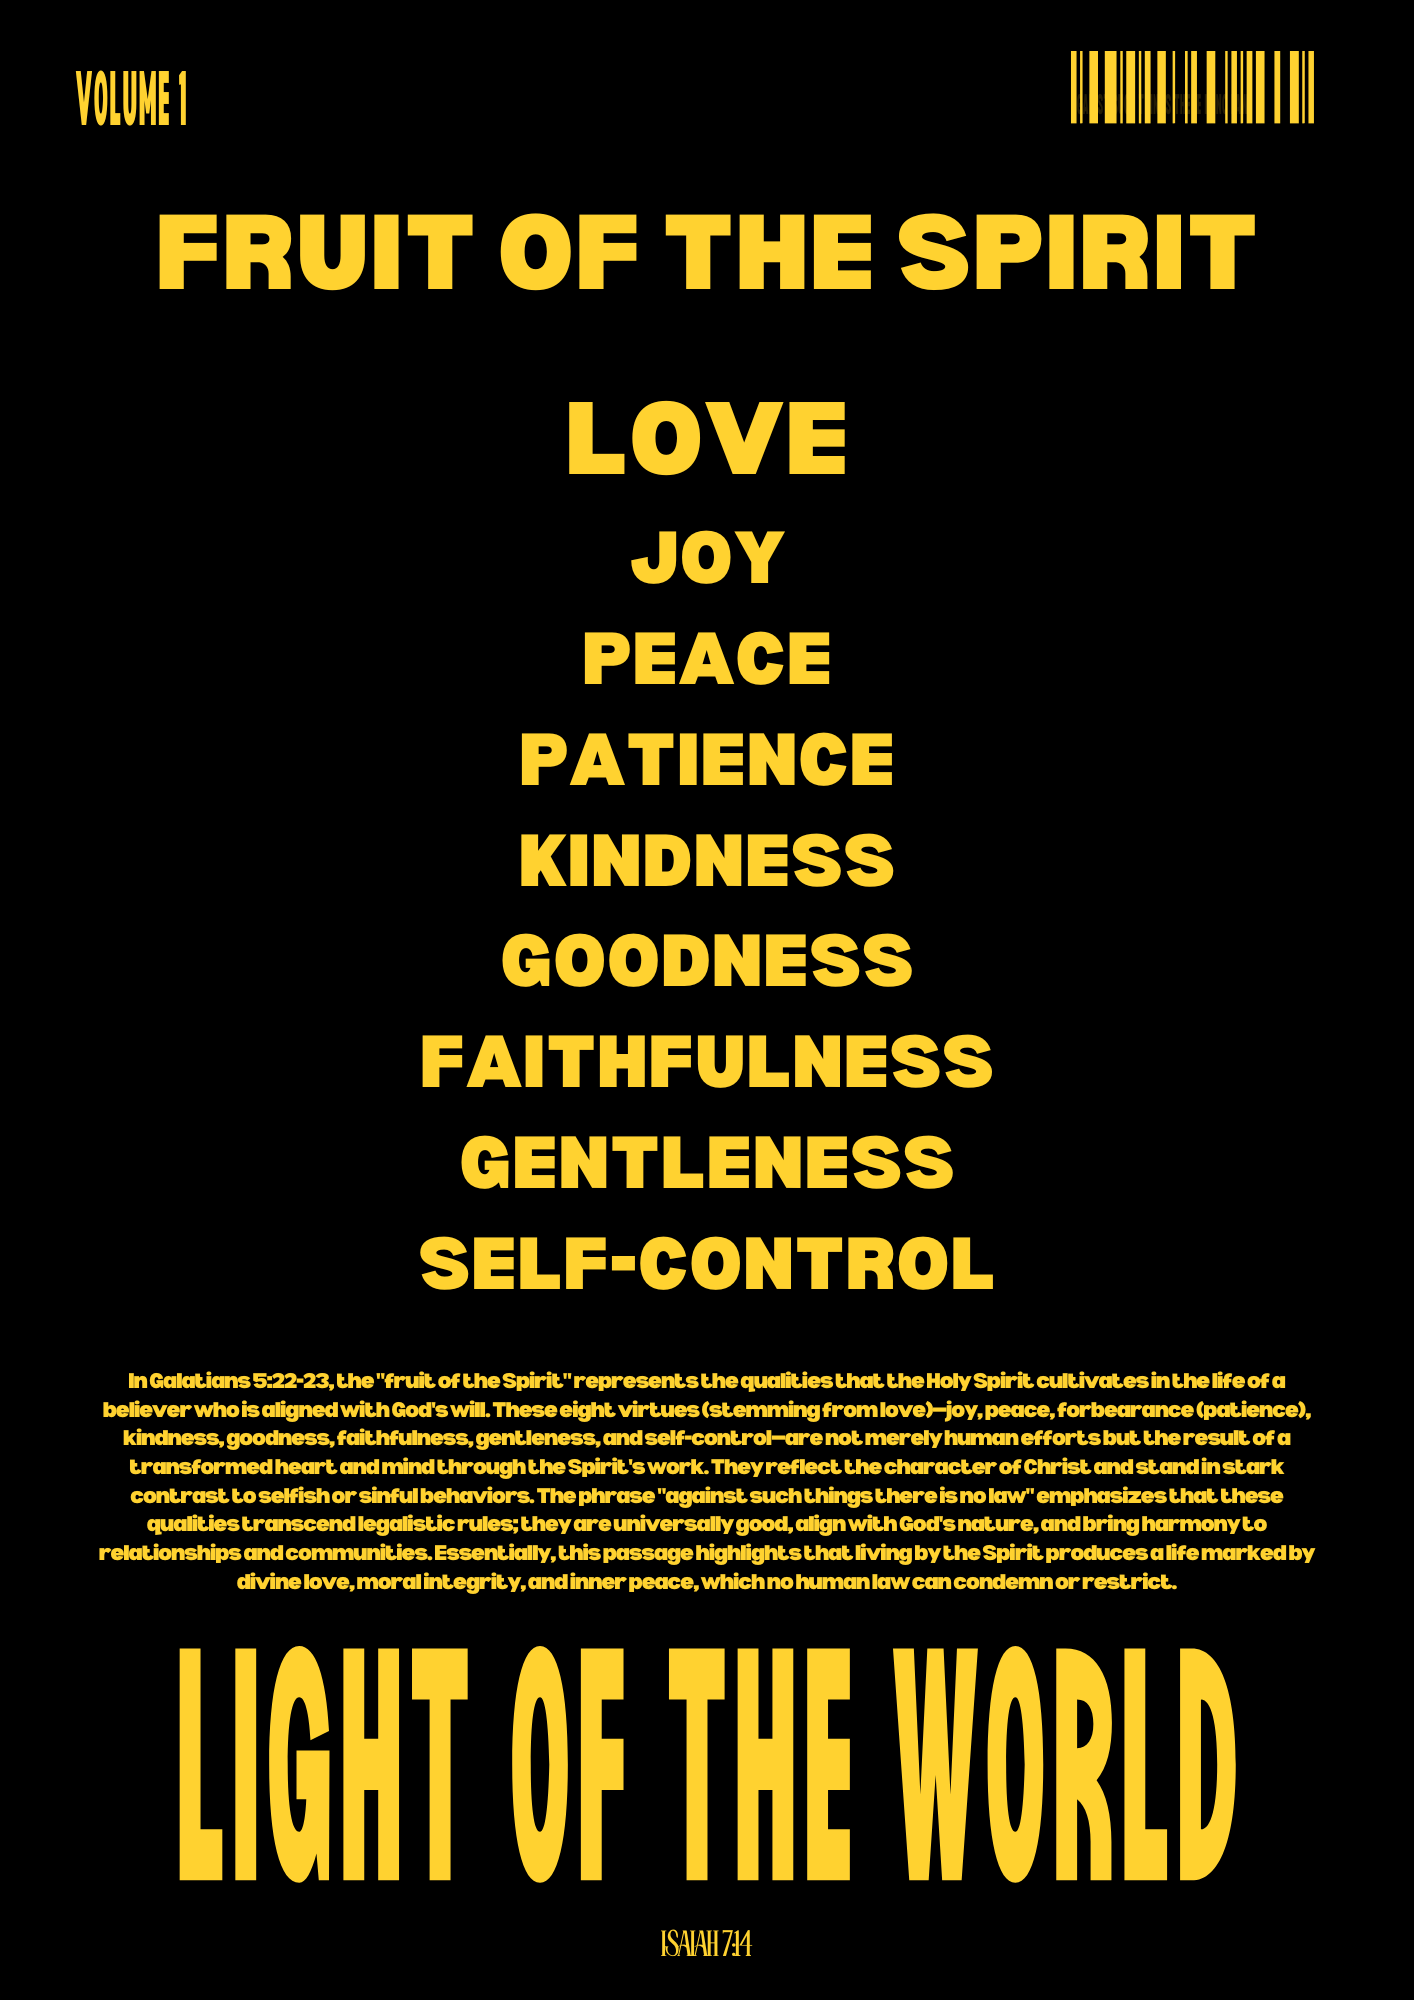 VOLUME 1
FRUIT OF THE SPIRIT
LOVE
JOY
PEACE
PATIENCE
KINDNESS
GOODNESS
FAITHFULNESS
GENTLENESS
SELF-CONTROL
In Galatians 5:22-23, the "fruit of the Spirit" represents the qualities that the Holy Spirit cultivates in the life of a
believer who is aligned with God's will. These eight virtues (stemming from love)—joy, peace, forbearance (patience),
kindness, goodness, faithfulness, gentleness, and self-control—are not merely human efforts but the result of a
transformed heart and mind through the Spirit's work. They reflect the character of Christ and stand in stark
contrast to selfish or sinful behaviors. The phrase "against such things there is no law" emphasizes that these
qualities transcend legalistic rules; they are universally good, align with God's nature, and bring harmony to
relationships and communities. Essentially, this passage highlights that living by the Spirit produces a life marked by
divine love, moral integrity, and inner peace, which no human law can condemn or restrict.
LIGHT OF THE WORLD
ISAIAH 7:14